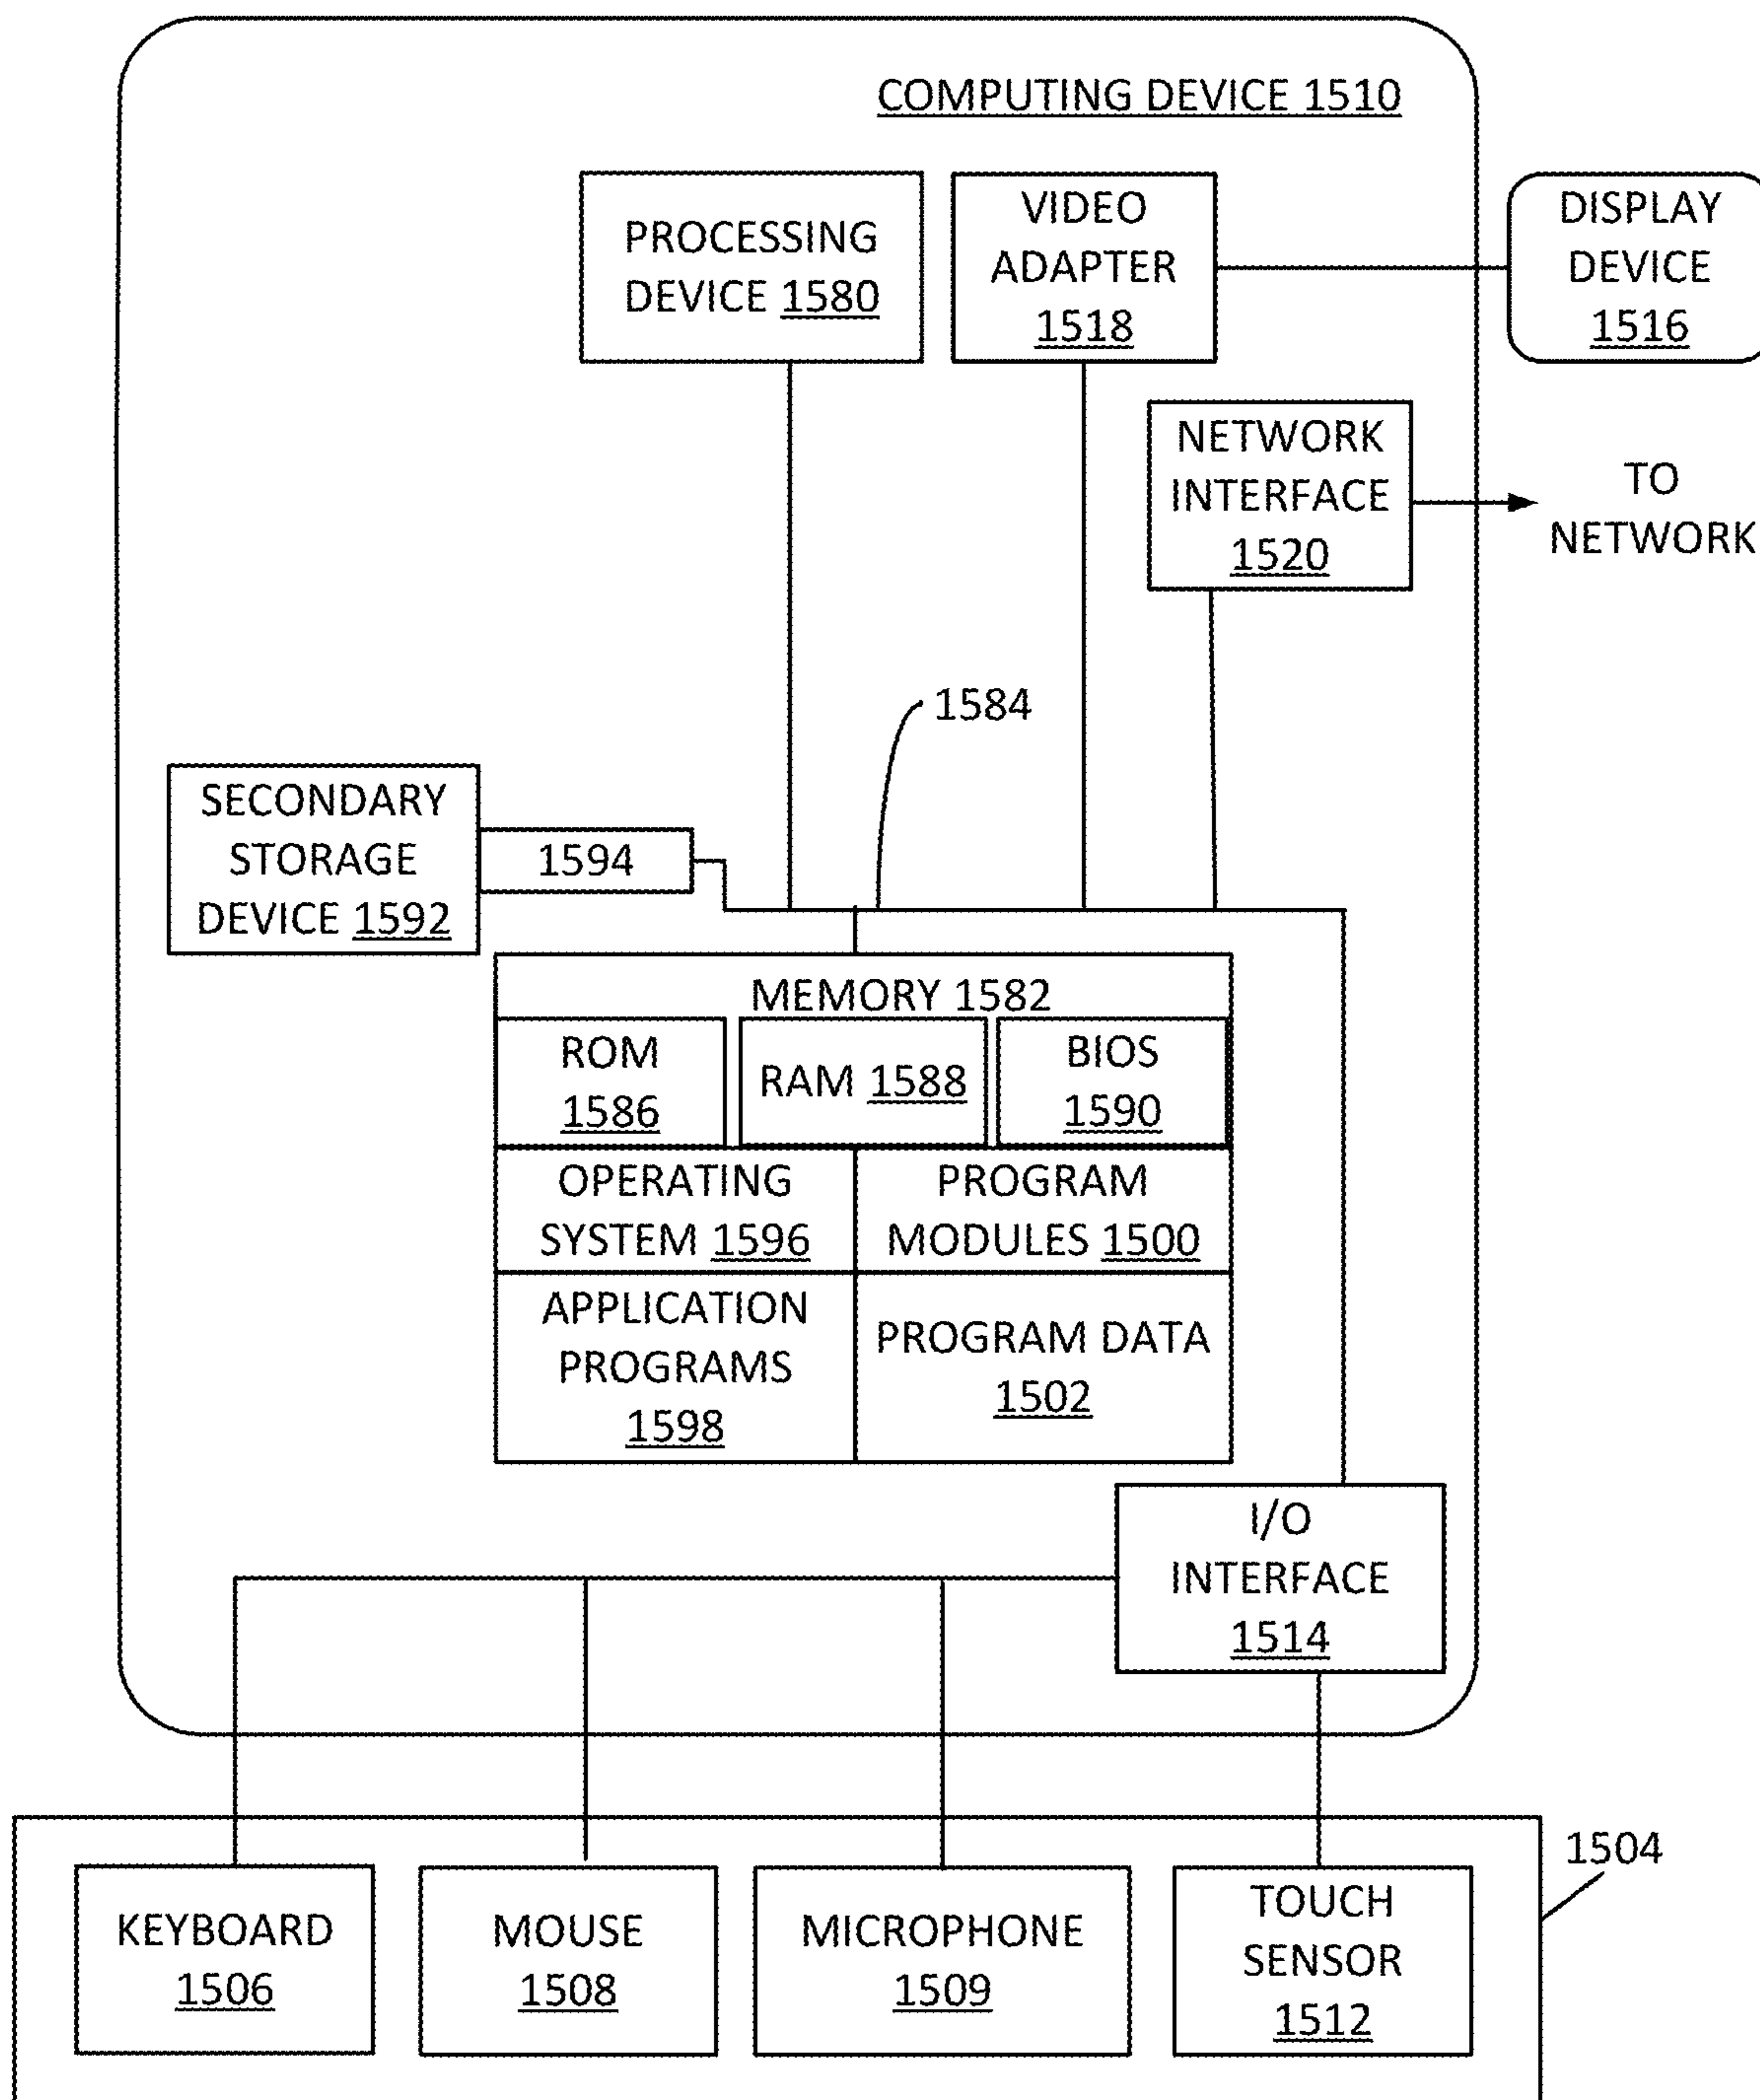 COMPUTING DEVICE 1510
PROCESSING
DEVICE 1580
VIDEO
ADAPTER
1518
DISPLAY
DEVICE
1516
NETWORK
INTERFACE
1520
TO
NETWORK
1584
SECONDARY
STORAGE
DEVICE 1592
1594
MEMORY 1582
ROM
1586
RAM 1588
BIOS
1590
OPERATING
SYSTEM 1596
PROGRAM
MODULES 1500
APPLICATION
PROGRAMS
1598
PROGRAM DATA
1502
I/O
INTERFACE
1514
1504
KEYBOARD
1506
MOUSE
1508
MICROPHONE
1509
TOUCH
SENSOR
1512